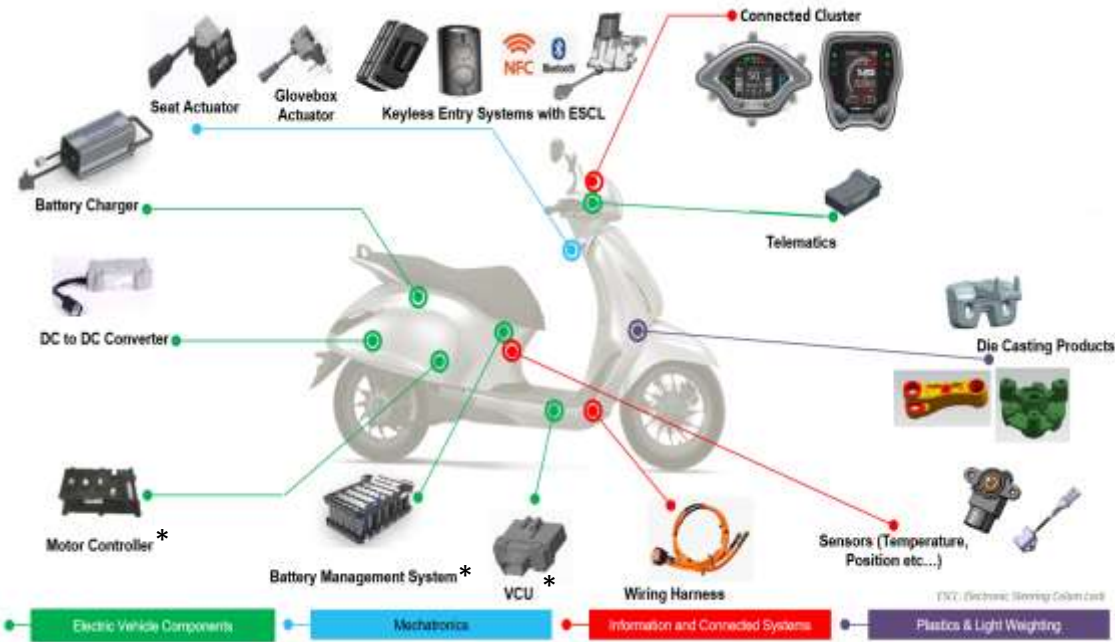 Connected Cluster
NFC
Bluetooth
Seat Actuator
Glovebox
Actuator
Keyless Entry Systems with ESCL
Battery Charger
Telematics
DC to DC Converter
Die Casting Products
Motor Controller*
Battery Management System*
VCU*
Wiring Harness
Sensors (Temperature,
Position etc...)
ESCL: Electronic Steering Column Lock
Electric Vehicle Components
Mechatronics
Information and Connected Systems
Plastics & Light Weighting